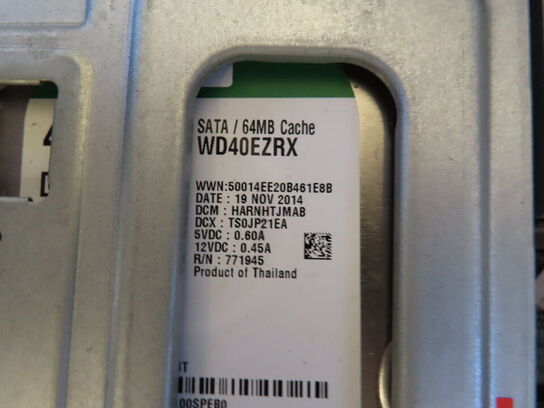 SATA / 64MB Cache
WD40EZRX
WWN:50014EE20B461E8B
DATE : 19 NOV 2014
DCM : HARNHTJMAB
DCX : TS0JP21EA
5VDC : 0.60A
12VDC : 0.45A
R/N : 771945
Product of Thailand
IT